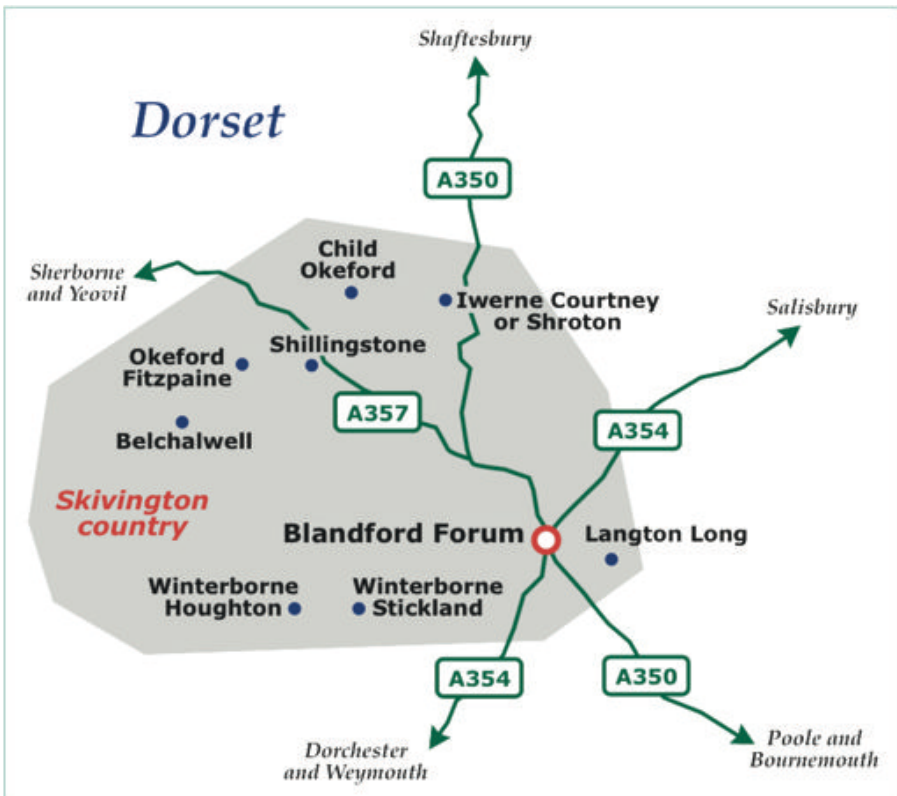 Shaftesbury
Dorset
A350
Child
Okeford
Sherborne
and Yeovil
Iwerne Courtney
or Shroton
Salisbury
Shillingstone
Okeford
Fitzpaine
A357
A354
Belchalwell
Skivington
country
Blandford Forum
Langton Long
Winterborne
Houghton
Winterborne
Stickland
A354
A350
Dorchester
and Weymouth
Poole and
Bournemouth